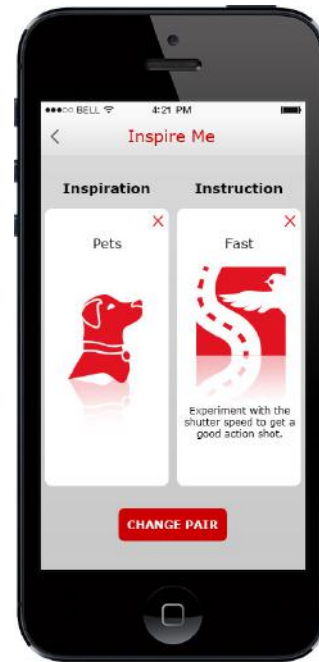 BELL 4:21 PM
Inspire Me
Inspiration Instruction
Pets
Fast
Experiment with the
shutter speed to get a
good action shot.
CHANGE PAIR